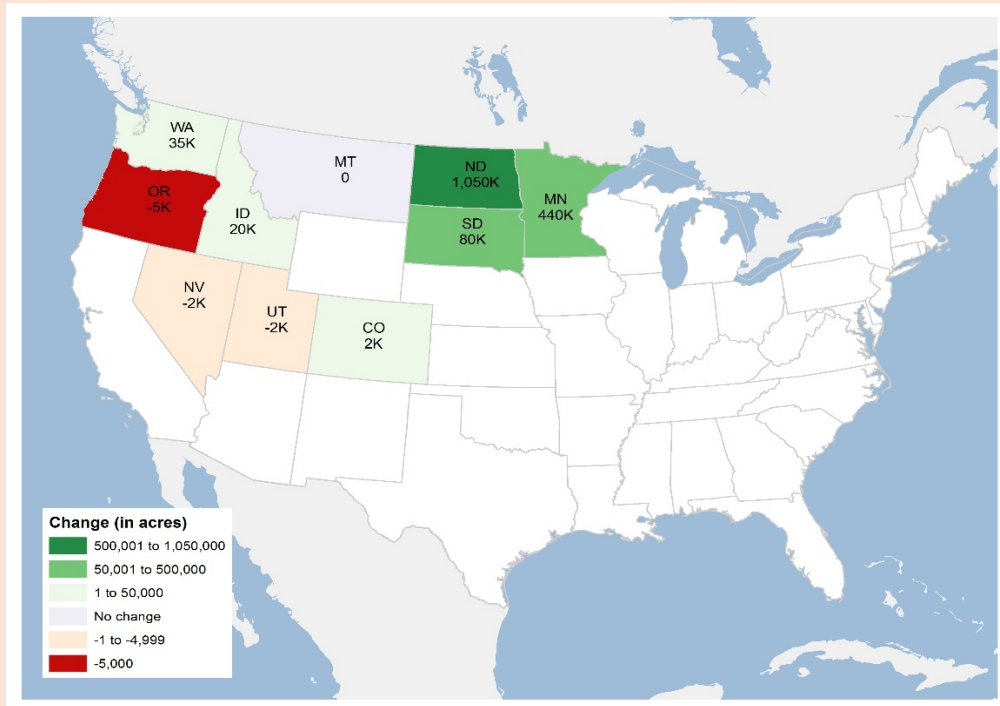 WA
35K
MT
0
ND
1,050K
MN
440K
OR
-5K
ID
20K
SD
80K
NV
-2K
UT
-2K
CO
2K
Change (in acres)
500,001 to 1,050,000
50,001 to 500,000
1 to 50,000
No change
-1 to -4,999
-5,000